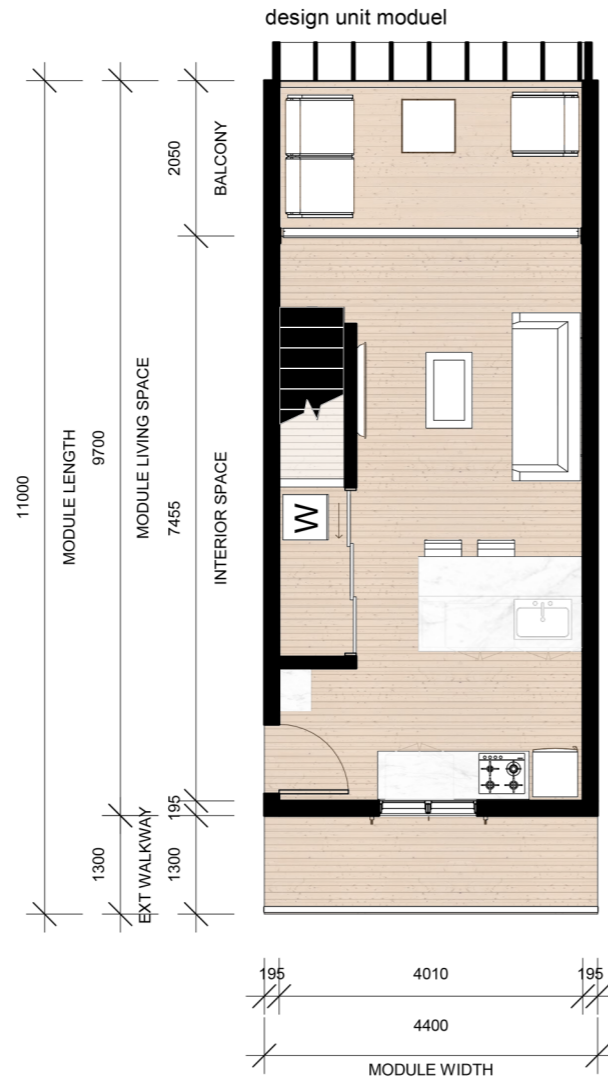 design unit moduel
2050
BALCONY
11000
MODULE LENGTH
9700
MODULE LIVING SPACE
7455
INTERIOR SPACE
W
195
1300
EXT WALKWAY
1300
195
4010
195
4400
MODULE WIDTH